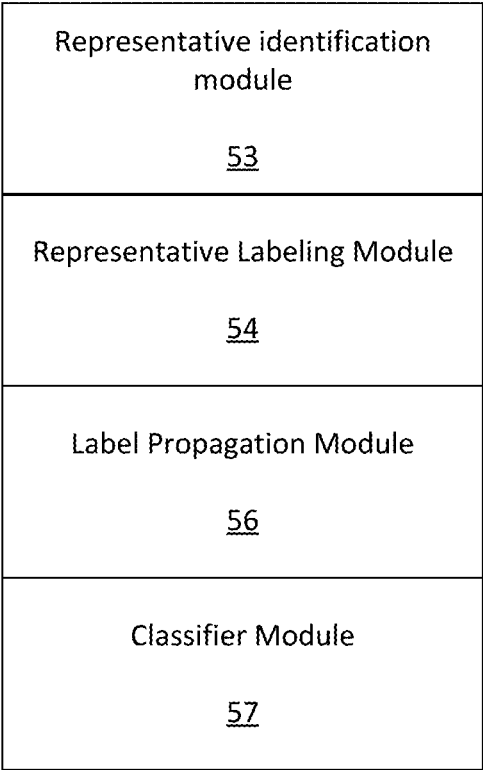 Representative identification
module
53
Representative Labeling Module
54
Label Propagation Module
56
Classifier Module
57